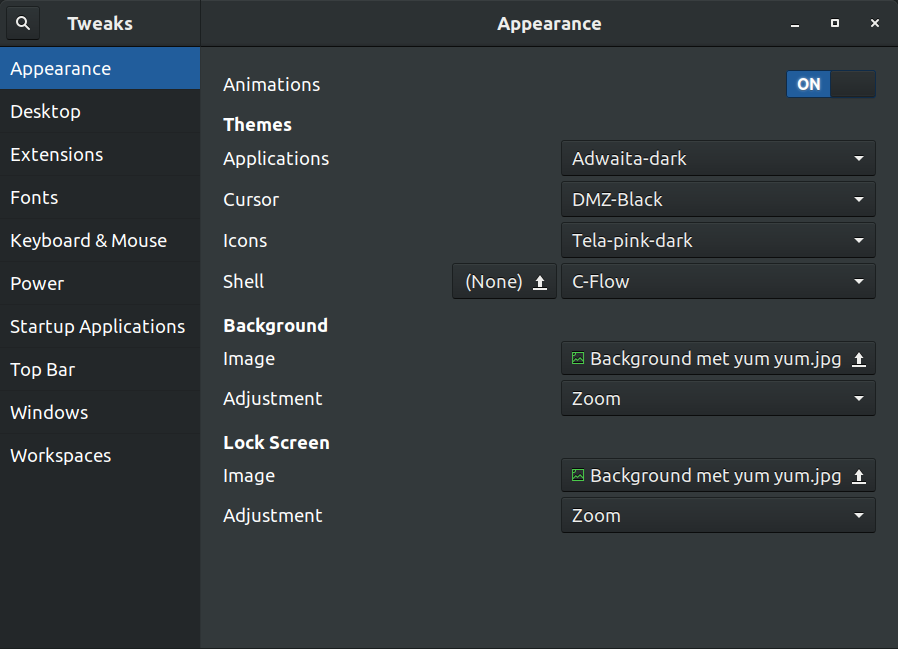 Tweaks
Appearance
Appearance
Desktop
Extensions
Fonts
Keyboard & Mouse
Power
Startup Applications
Top Bar
Windows
Workspaces
Animations ON
Themes
Applications Adwaita-dark
Cursor DMZ-Black
Icons Tela-pink-dark
Shell (None) C-Flow
Background
Image Background met yum yum.jpg
Adjustment Zoom
Lock Screen
Image Background met yum yum.jpg
Adjustment Zoom